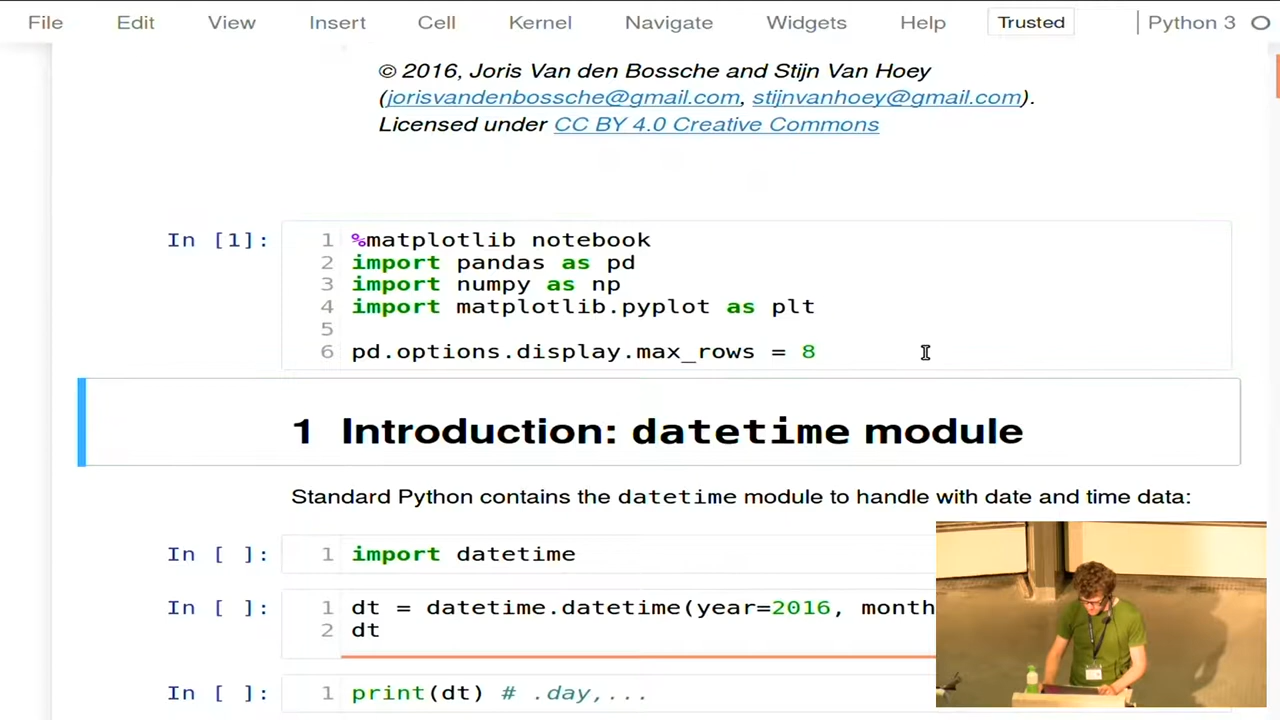 File Edit View Insert Cell Kernel Navigate Widgets Help Trusted Python 3
© 2016, Joris Van den Bossche and Stijn Van Hoey
(jorisvandenbossche@gmail.com, stijnvanhoey@gmail.com).
Licensed under CC BY 4.0 Creative Commons
In [1]:
1 %matplotlib notebook
2 import pandas as pd
3 import numpy as np
4 import matplotlib.pyplot as plt
5
6 pd.options.display.max_rows = 8
1 Introduction: datetime module
Standard Python contains the datetime module to handle with date and time data:
In [ ]: 1 import datetime
In [ ]: 1 dt = datetime.datetime(year=2016, month
2 dt
In [ ]: 1 print(dt) # .day,...